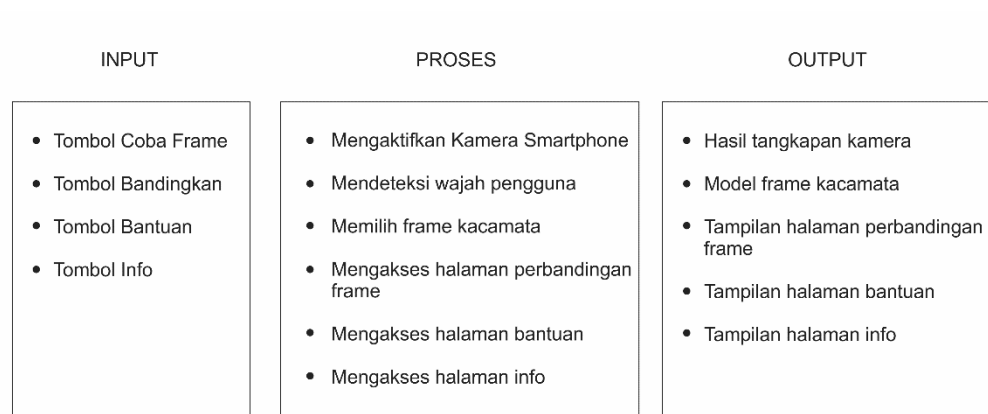 INPUT
Tombol Coba Frame
Tombol Bandingkan
Tombol Bantuan
Tombol Info
PROSES
Mengaktifkan Kamera Smartphone
Mendeteksi wajah pengguna
Memilih frame kacamata
Mengakses halaman perbandingan
frame
Mengakses halaman bantuan
Mengakses halaman info
OUTPUT
Hasil tangkapan kamera
Model frame kacamata
Tampilan halaman perbandingan
frame
Tampilan halaman bantuan
Tampilan halaman info